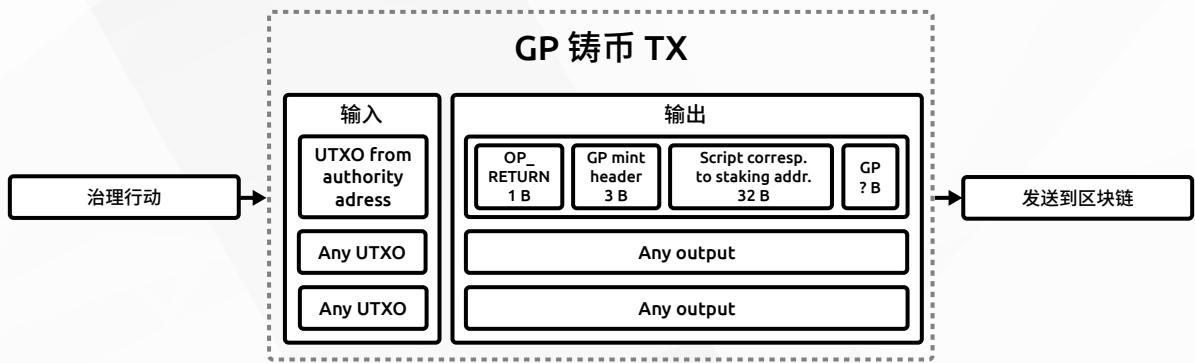 GP 铸币 TX
治理行动
输入
UTXO from
authority
adress
Any UTXO
Any UTXO
输出
OP_
RETURN
1 B
GP mint
header
3 B
Script corresp.
to staking addr.
32 B
GP
? B
Any output
Any output
发送到区块链